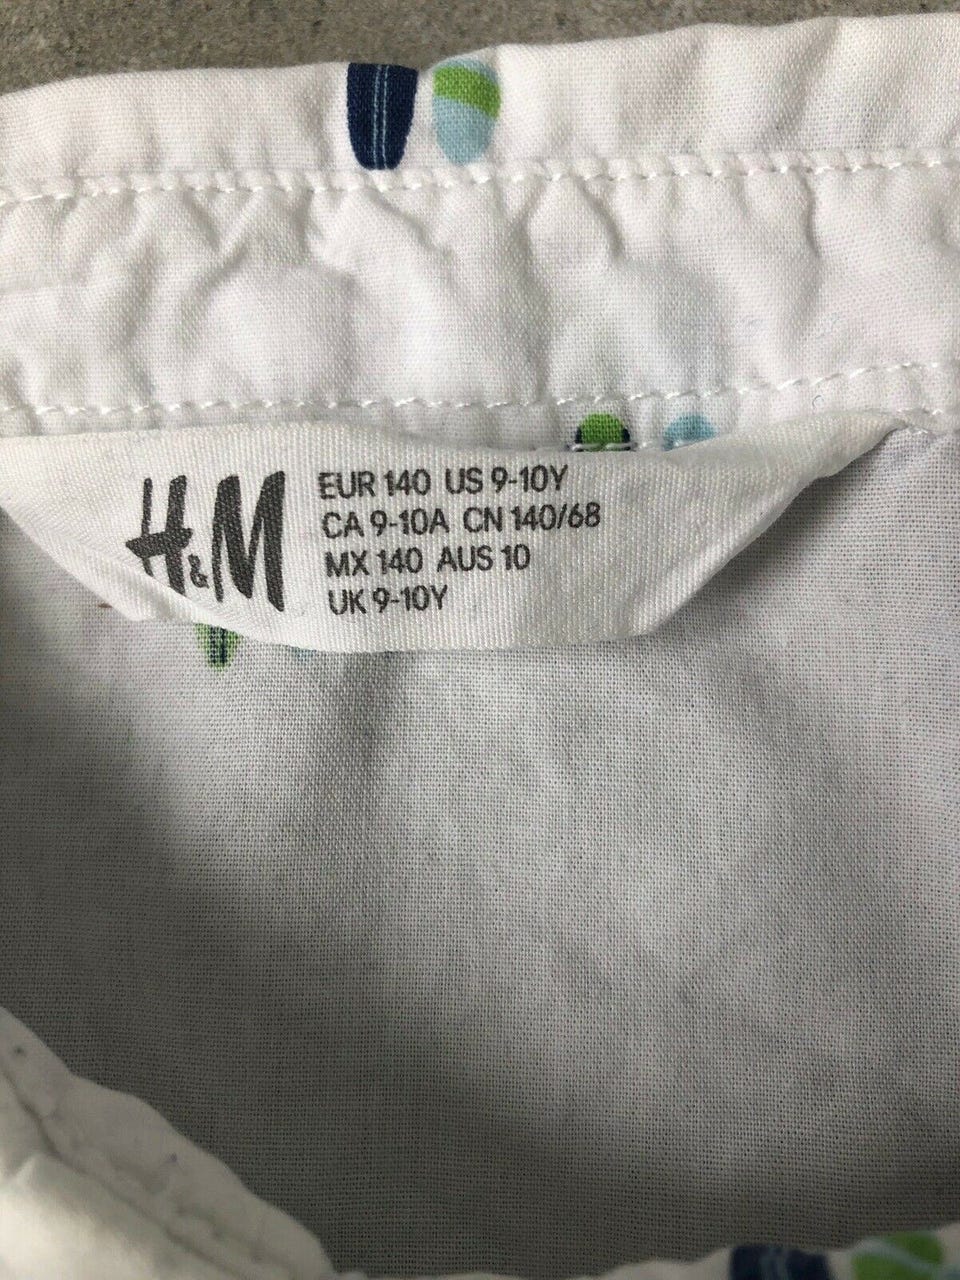 H&M
EUR 140 US 9-10Y
CA 9-10A CN 140/68
MX 140 AUS 10
UK 9-10Y